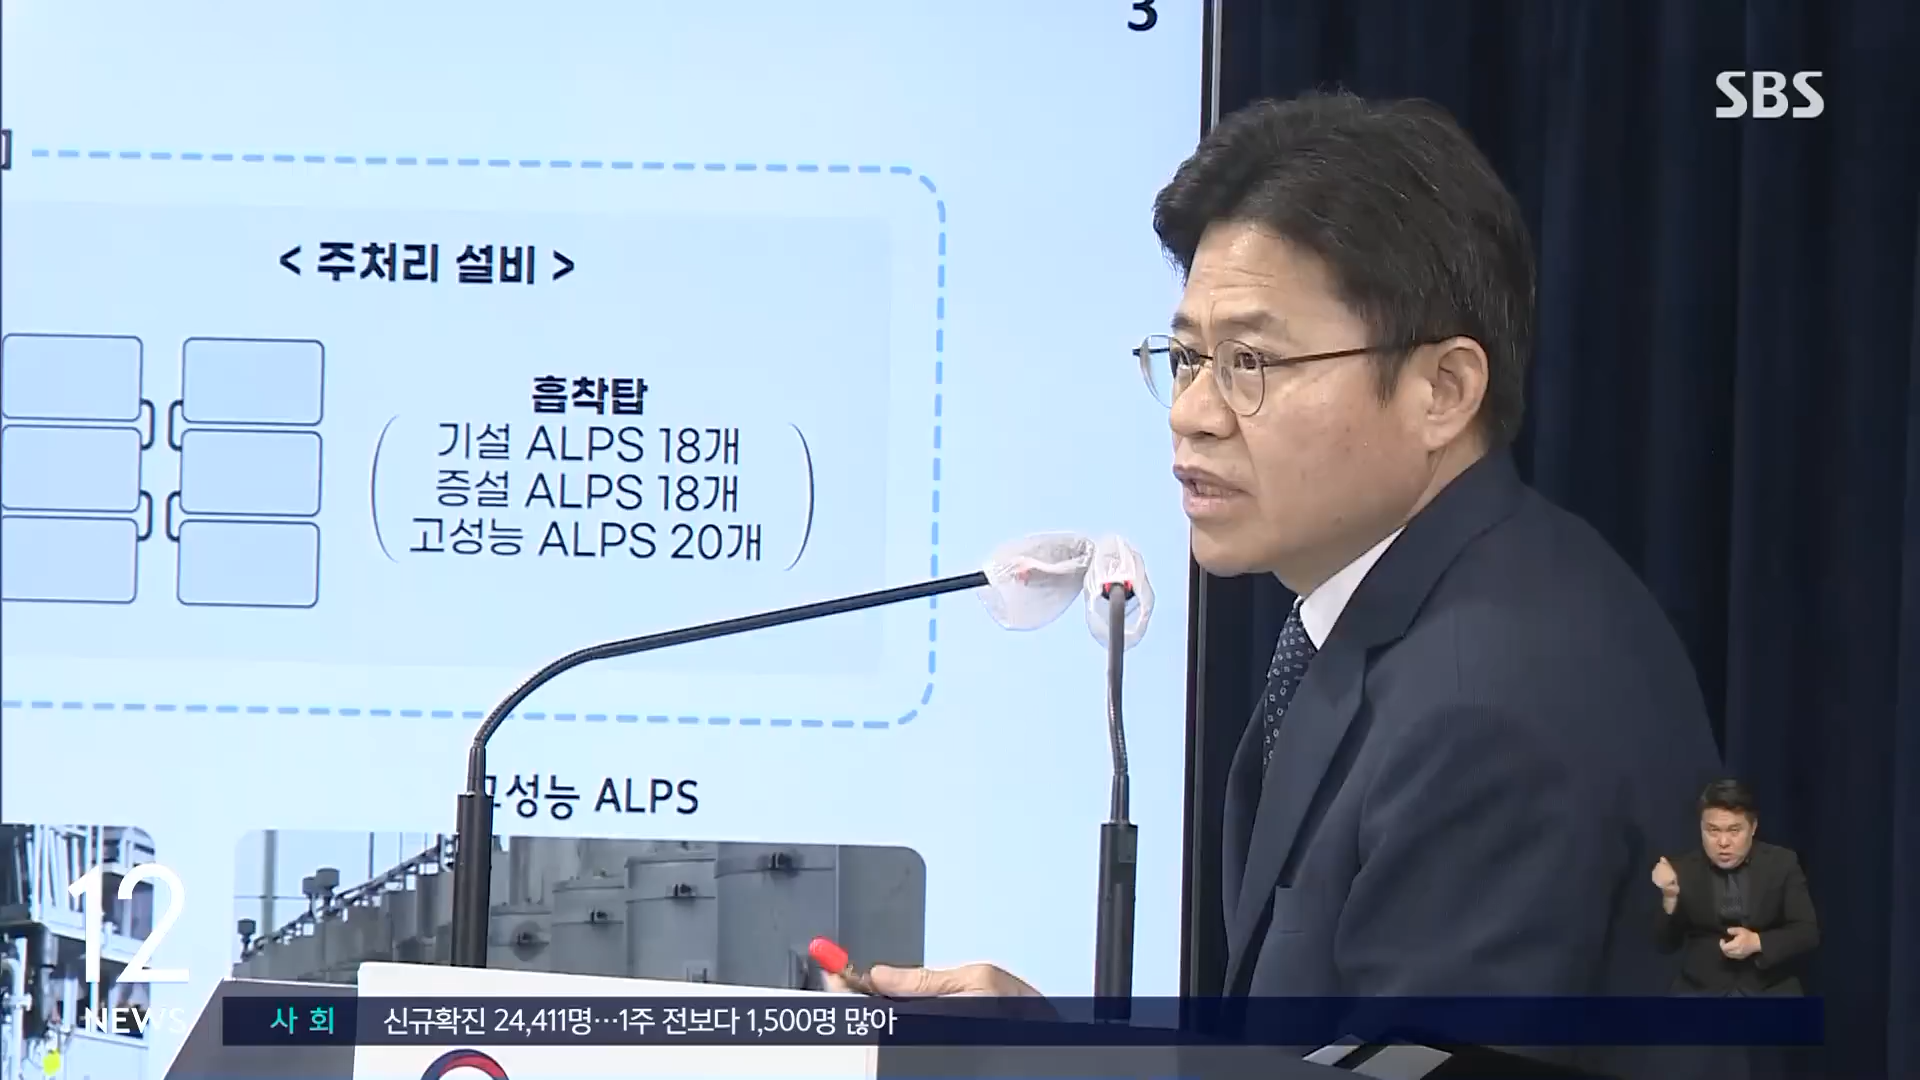 3
SBS
< 주처리 설비 >
흡착탑
기설 ALPS 18개
증설 ALPS 18개
고성능 ALPS 20개
고성능 ALPS
12
NEWS
사 회
신규확진 24,411명…1주 전보다 1,500명 많아